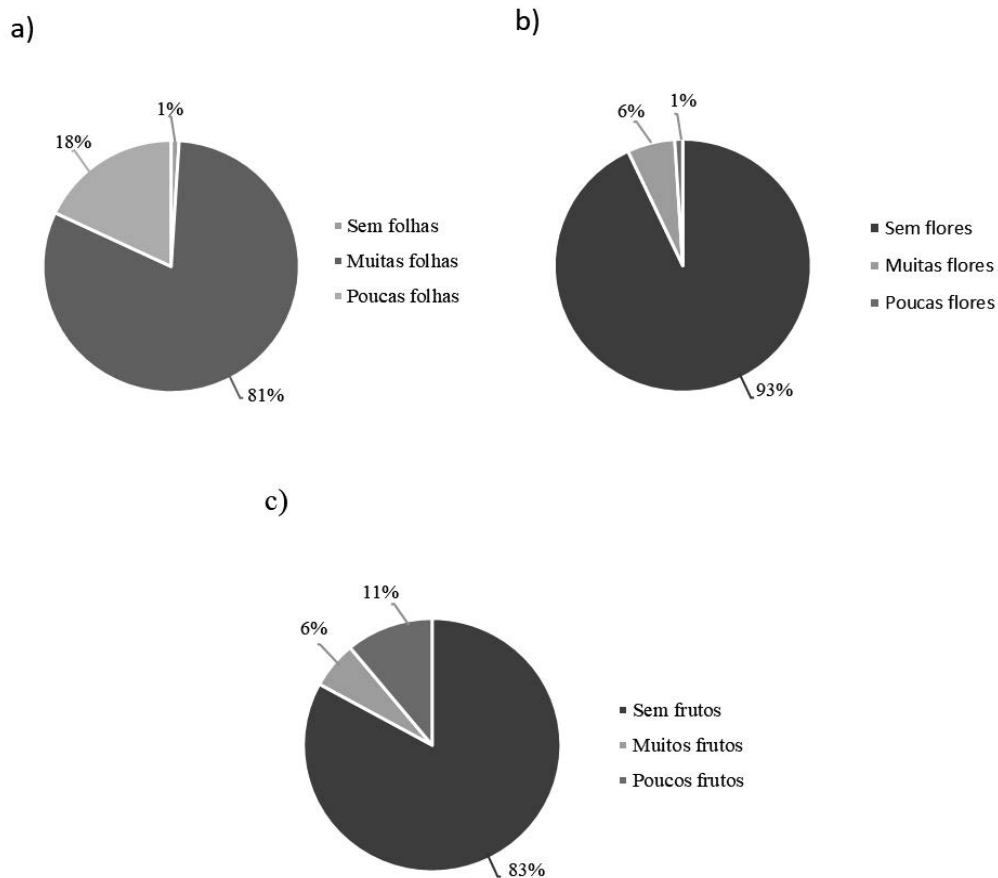 a)
1%
18%
Sem folhas
Muitas folhas
Poucas folhas
81%
b)
6%
1%
Sem flores
Muitas flores
Poucas flores
93%
c)
11%
6%
Sem frutos
Muitos frutos
Poucos frutos
83%